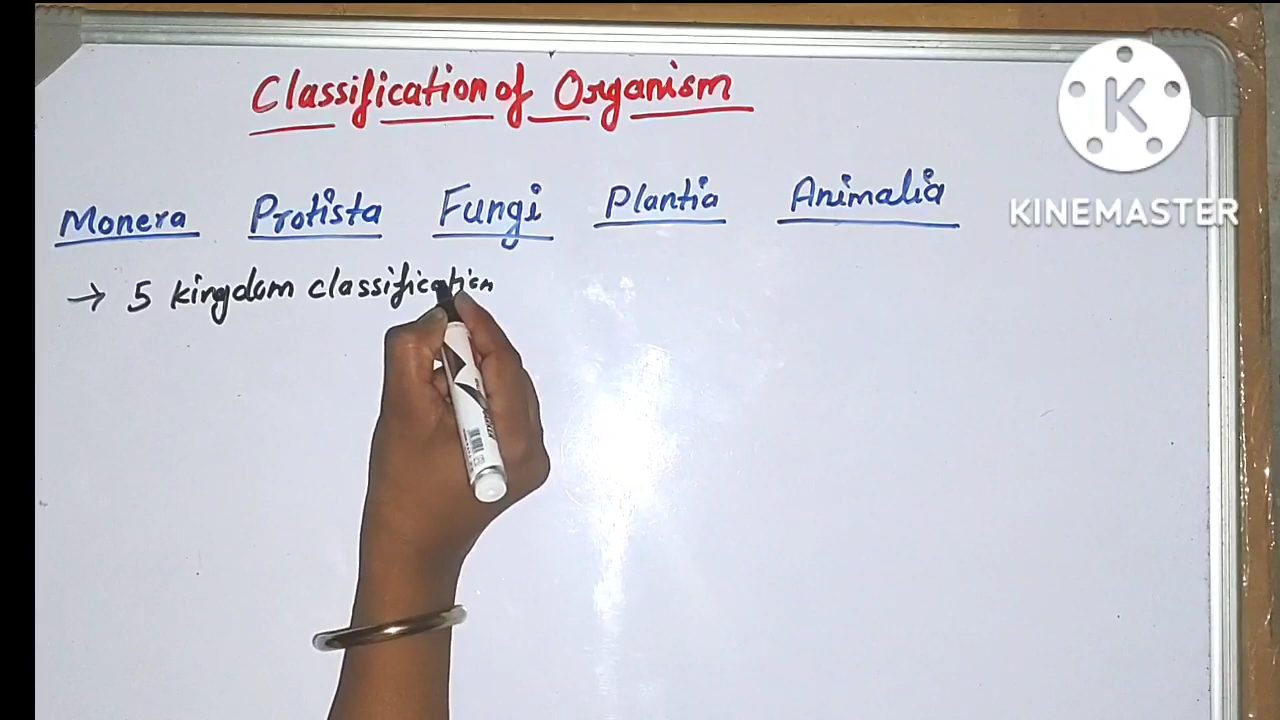 Classification of Organism
Monera Protista Fungi Plantia Animalia
→ 5 kingdom classification
K
KINEMASTER